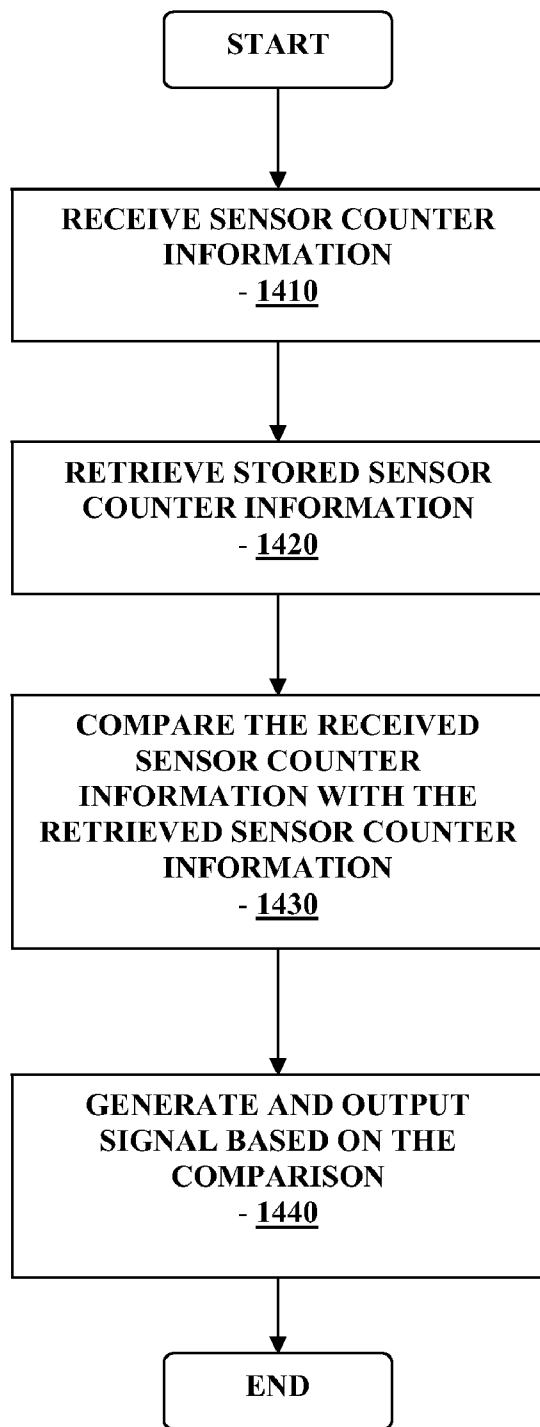 START
RECEIVE SENSOR COUNTER
INFORMATION
- 1410
RETRIEVE STORED SENSOR
COUNTER INFORMATION
- 1420
COMPARE THE RECEIVED
SENSOR COUNTER
INFORMATION WITH THE
RETRIEVED SENSOR COUNTER
INFORMATION
- 1430
GENERATE AND OUTPUT
SIGNAL BASED ON THE
COMPARISON
- 1440
END